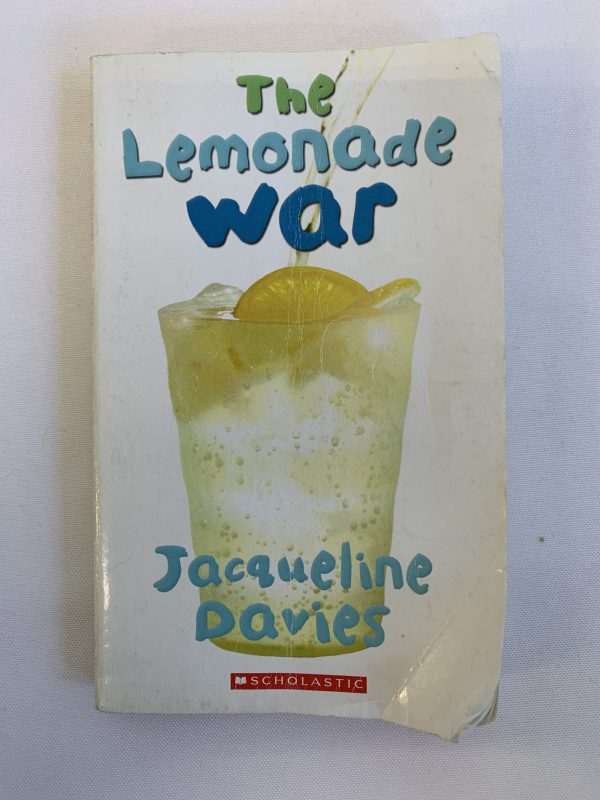 The
Lemonade
war
Jacqueline
Davies
SCHOLASTIC